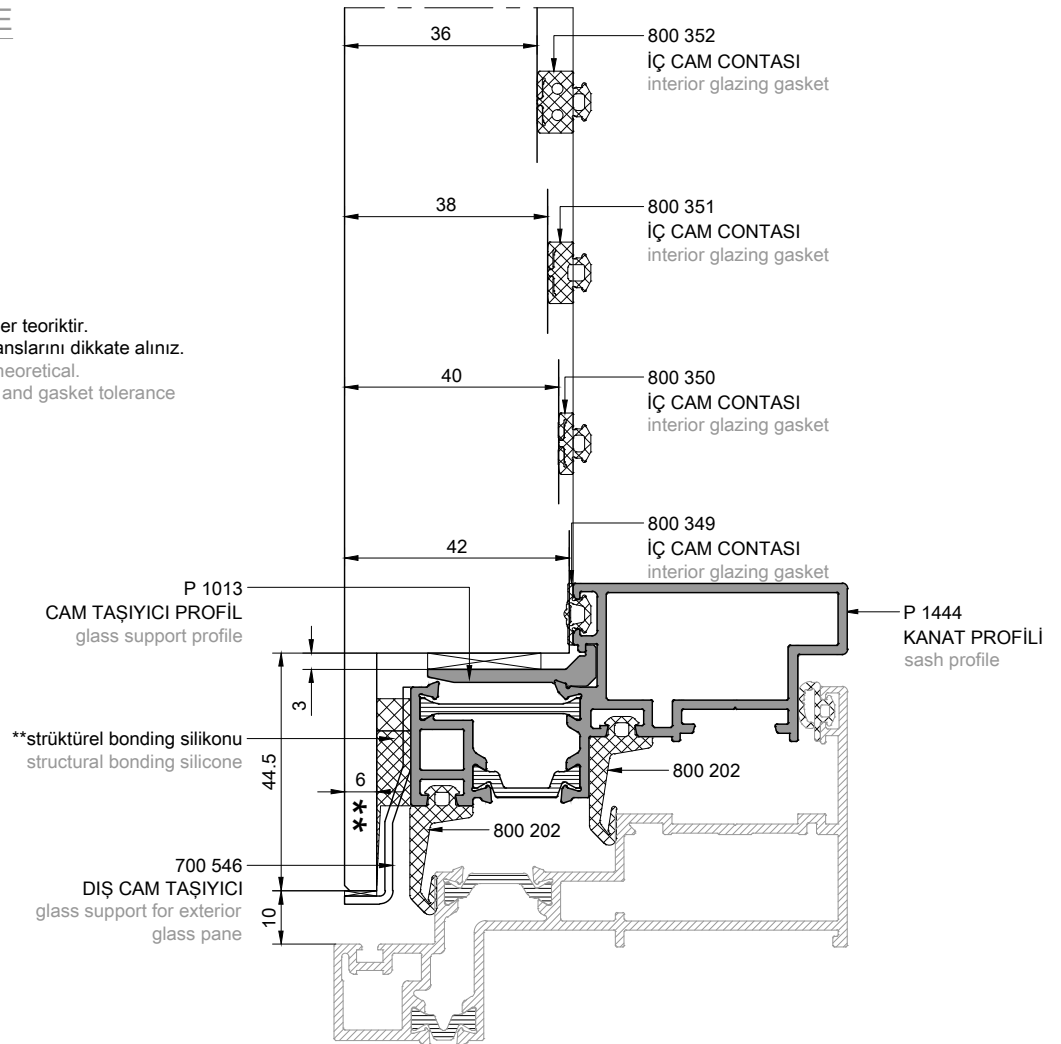 E
36
800 352
İÇ CAM CONTASI
interior glazing gasket
38
800 351
İÇ CAM CONTASI
interior glazing gasket
er teoriktir.
anslarını dikkate alınız.
heoretical.
and gasket tolerance
40
800 350
İÇ CAM CONTASI
interior glazing gasket
42
800 349
İÇ CAM CONTASI
interior glazing gasket
P 1013
CAM TAŞIYICI PROFİL
glass support profile
P 1444
KANAT PROFİLİ
sash profile
3
**strüktürel bonding silikonu
structural bonding silicone
44.5
6
**
800 202
800 202
700 546
DIŞ CAM TAŞIYICI
glass support for exterior
glass pane
10